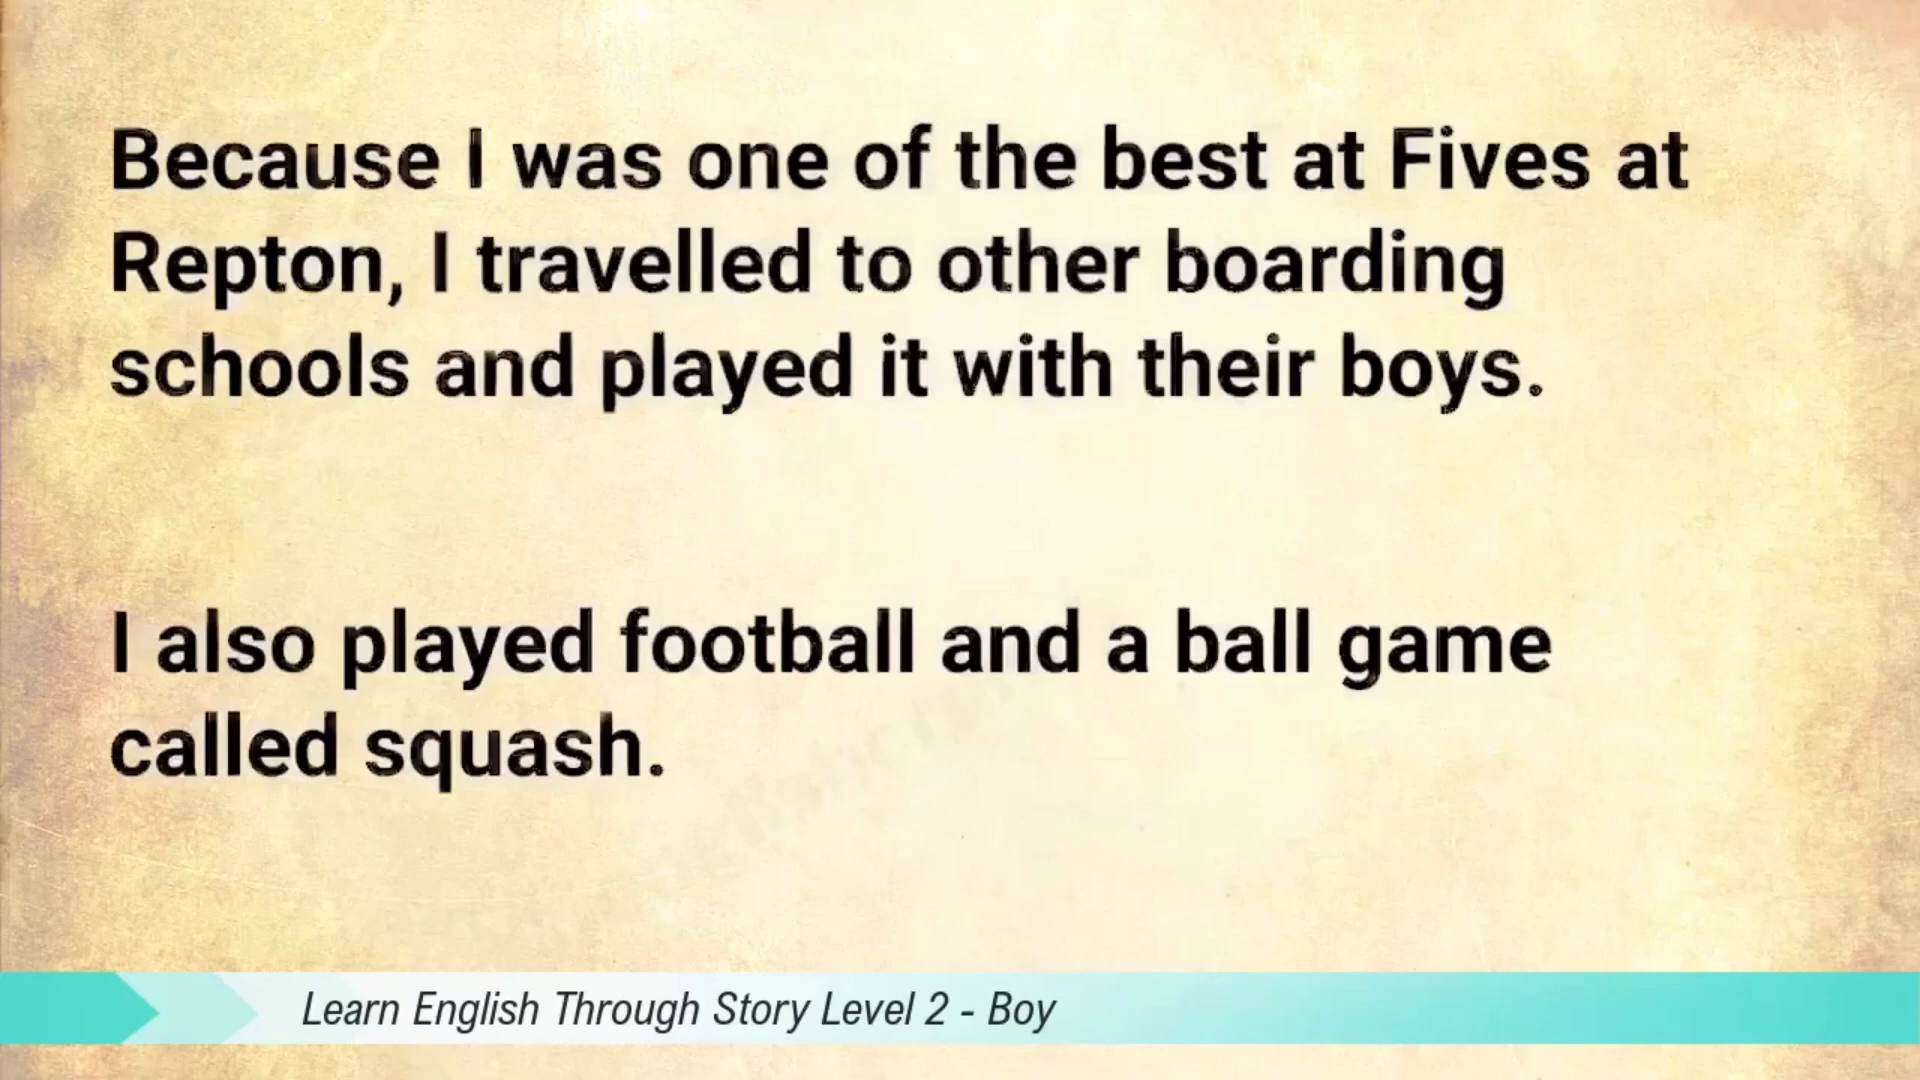 Because I was one of the best at Fives at
Repton, I travelled to other boarding
schools and played it with their boys.
I also played football and a ball game
called squash.
Learn English Through Story Level 2 - Boy